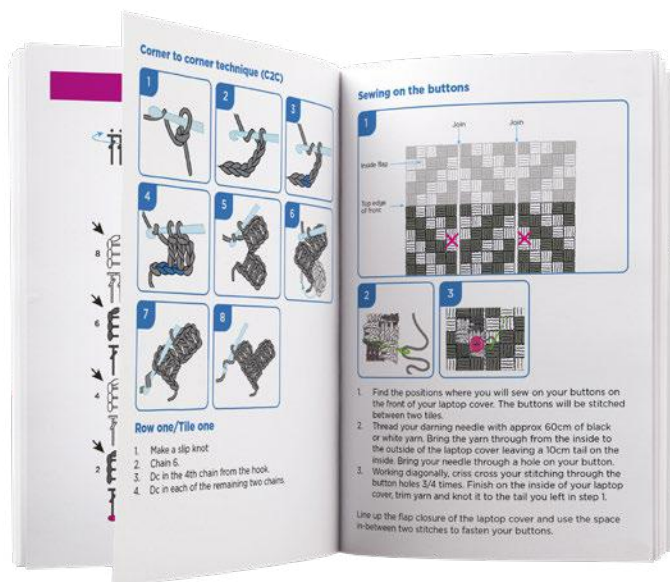 8
6
4
2
Corner to corner technique (C2C)
1
2
3
4
5
6
7
8
Row one/Tile one
1. Make a slip knot
2. Chain 6.
3. Dc in the 4th chain from the hook.
4. Dc in each of the remaining two chains.
Sewing on the buttons
1
Join
Join
Inside flap
Top edge
of front
2
3
1. Find the positions where you will sew on your buttons on
the front of your laptop cover. The buttons will be stitched
between two tiles.
2. Thread your darning needle with approx 60cm of black
or white yarn. Bring the yarn through from the inside to
the outside of the laptop cover leaving a 10cm tail on the
inside. Bring your needle through a hole on your button.
3. Working diagonally, criss cross your stitching through the
button holes 3/4 times. Finish on the inside of your laptop
cover, trim yarn and knot it to the tail you left in step 1.
Line up the flap closure of the laptop cover and use the space
in-between two stitches to fasten your buttons.